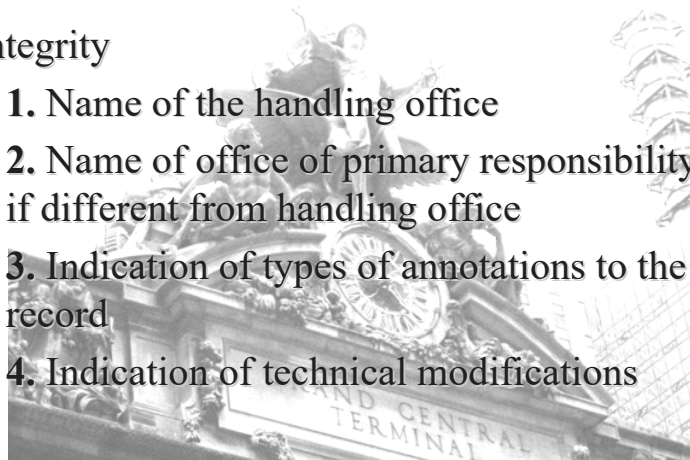 ntegrity
1. Name of the handling office
2. Name of office of primary responsibility
if different from handling office
3. Indication of types of annotations to the
record
4. Indication of technical modifications
AND CENTRAL
TERMINAL